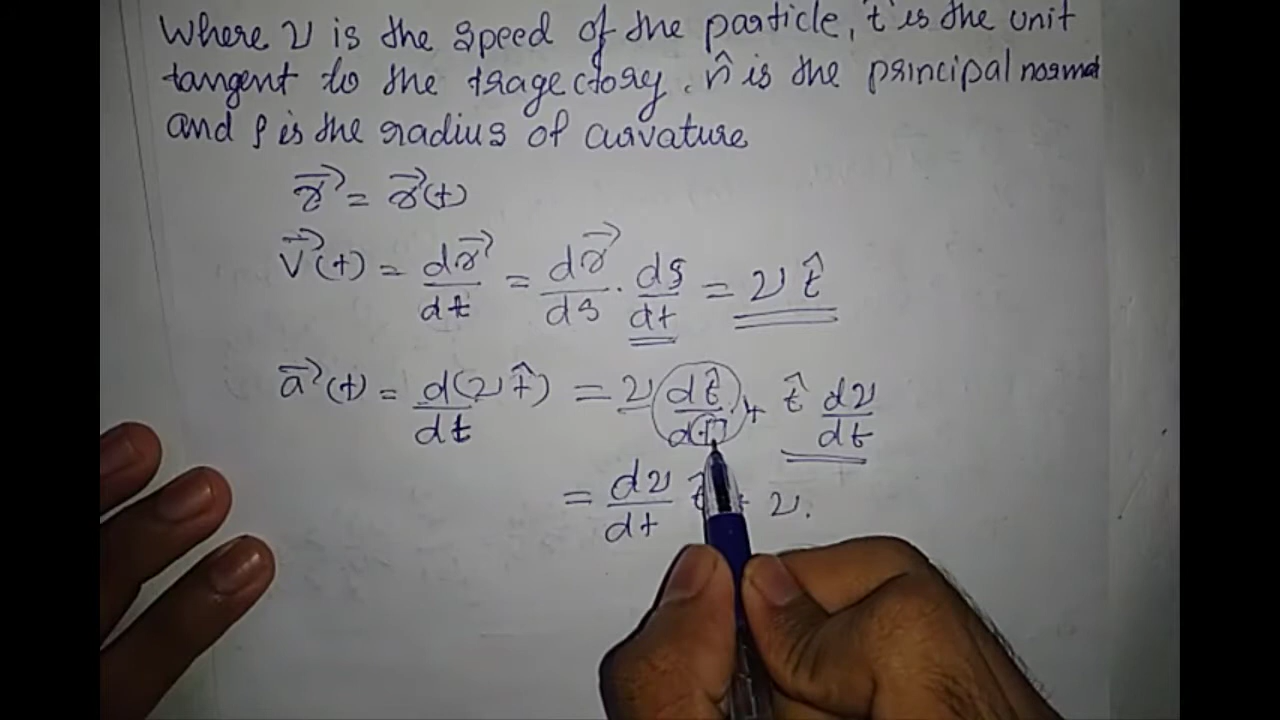 Where v is the speed of the particle, t̂ is the unit
tangent to the tragectory. n̂ is the principal normal
and ρ is the radius of curvature
r⃗ = r⃗(t)
v⃗(t) = dr⃗/dt = dr⃗/ds . ds/dt = v t̂
a⃗(t) = d(v t̂)/dt = v dt̂/dt + t̂ dv/dt
= dv/dt t̂ + v.